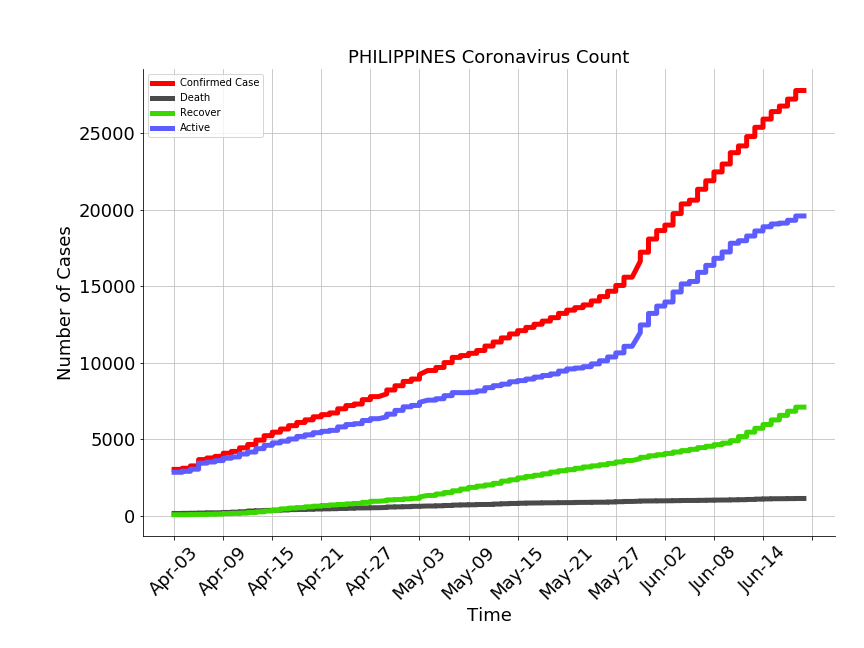 PHILIPPINES Coronavirus Count
Confirmed Case
Death
Recover
Active
25000
20000
15000
10000
5000
0
Number of Cases
Apr-03
Apr-09
Apr-15
Apr-21
Apr-27
May-03
May-09
May-15
May-21
May-27
Jun-02
Jun-08
Jun-14
Time